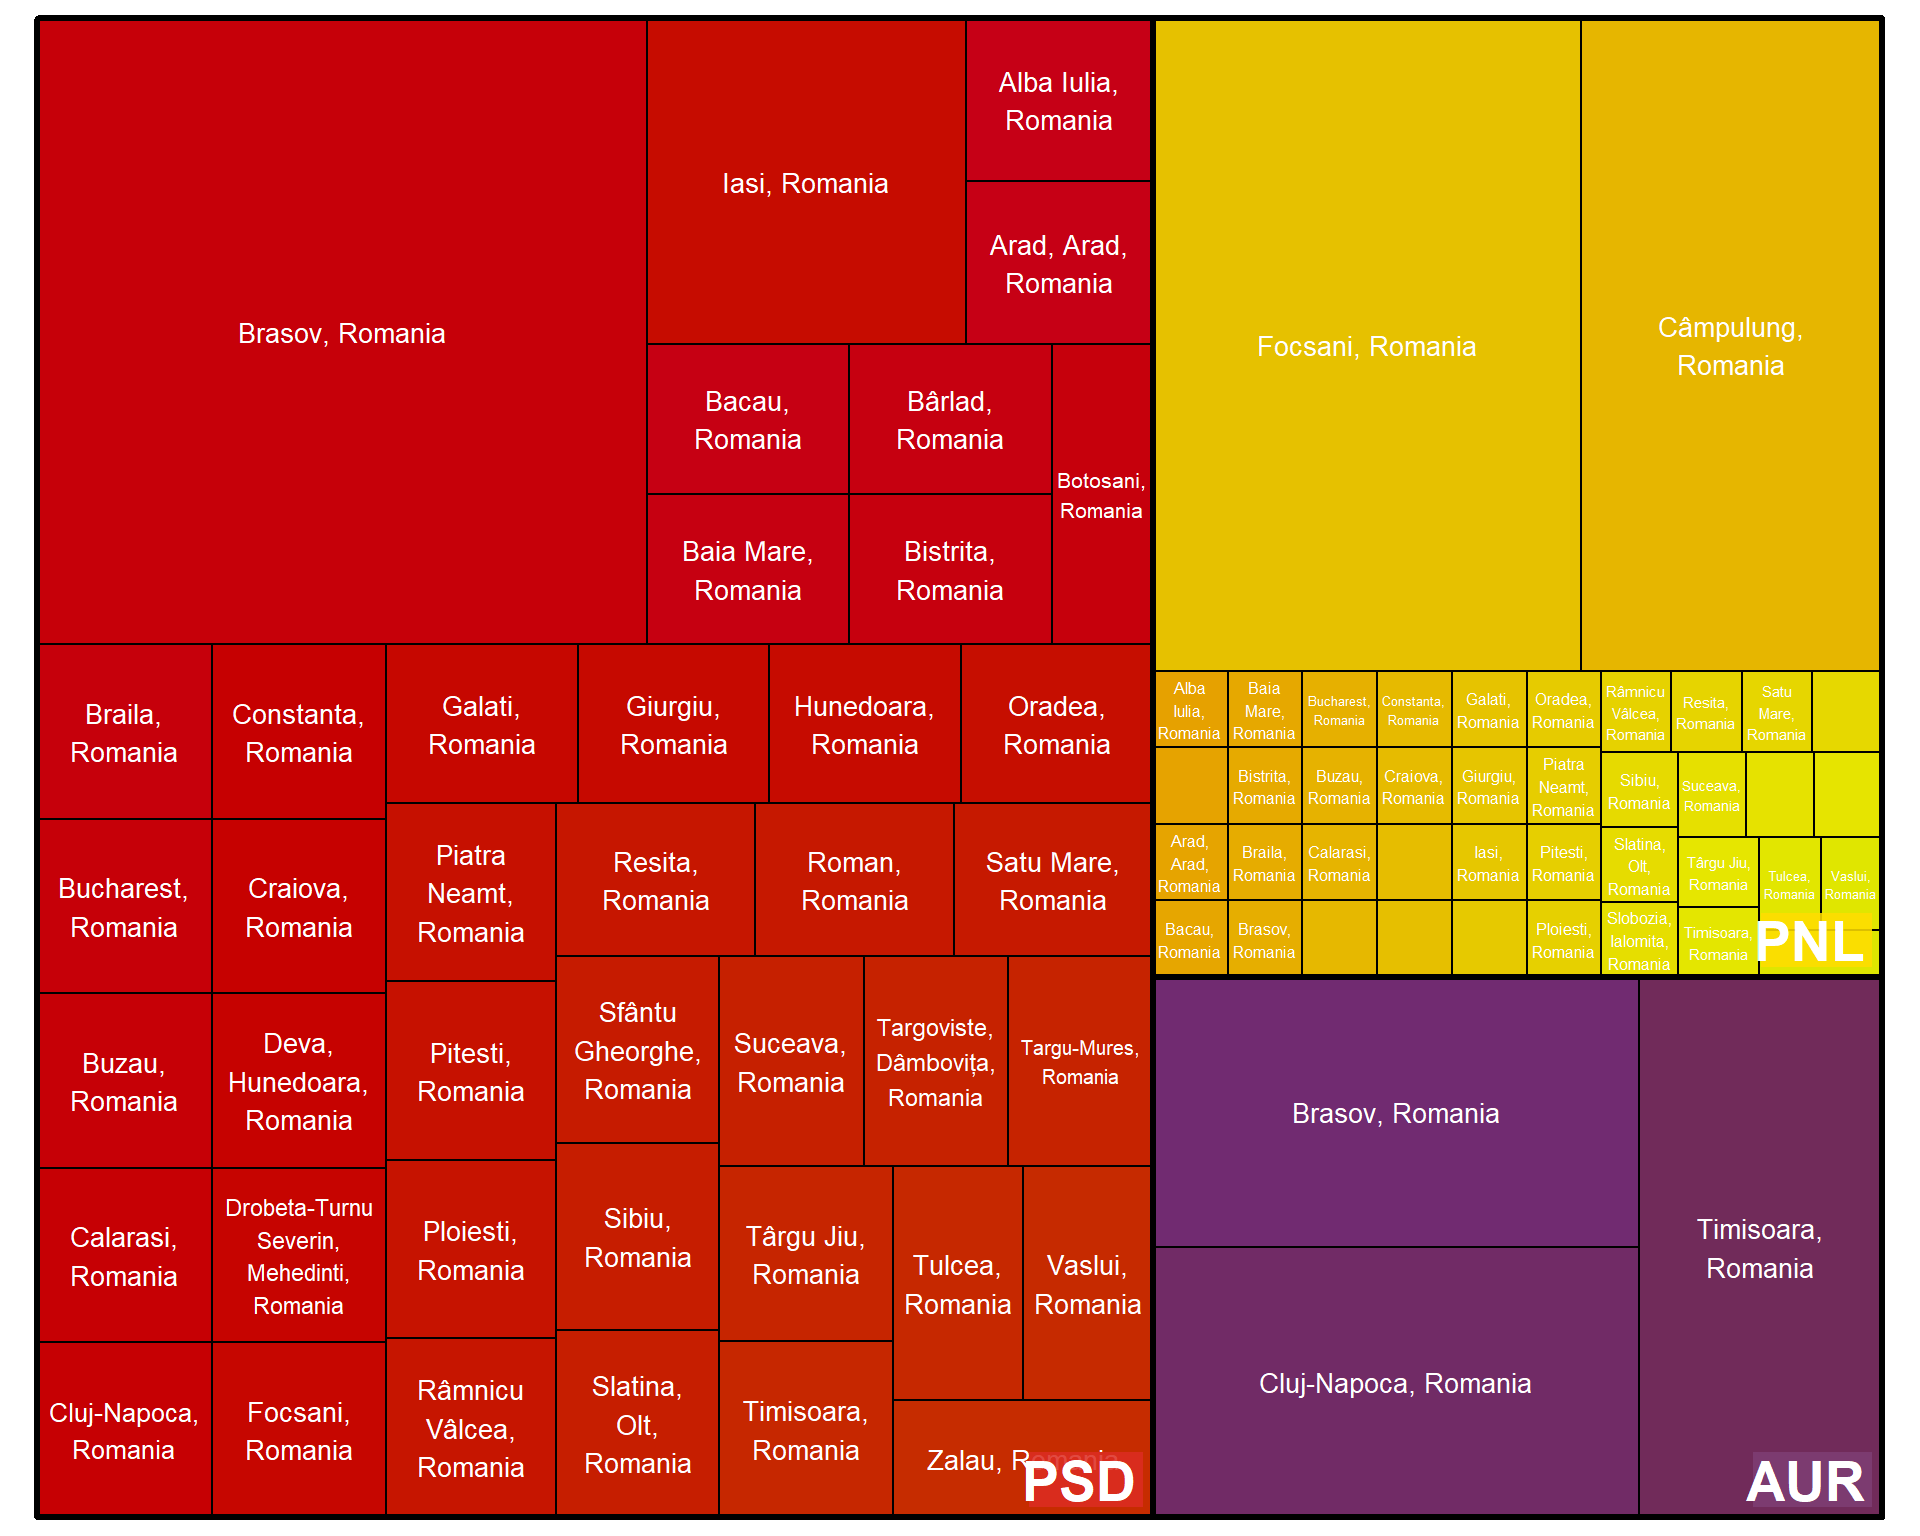 Brasov, Romania
Iasi, Romania
Alba Iulia,
Romania
Arad, Arad,
Romania
Bacau,
Romania
Bârlad,
Romania
Botosani,
Romania
Baia Mare,
Romania
Bistrita,
Romania
Braila,
Romania
Constanta,
Romania
Galati,
Romania
Giurgiu,
Romania
Hunedoara,
Romania
Oradea,
Romania
Bucharest,
Romania
Craiova,
Romania
Piatra
Neamt,
Romania
Resita,
Romania
Roman,
Romania
Satu Mare,
Romania
Buzau,
Romania
Deva,
Hunedoara,
Romania
Pitesti,
Romania
Sfântu
Gheorghe,
Romania
Suceava,
Romania
Targoviste,
Dâmbovița,
Romania
Targu-Mures,
Romania
Calarasi,
Romania
Drobeta-Turnu
Severin,
Mehedinti,
Romania
Ploiesti,
Romania
Sibiu,
Romania
Târgu Jiu,
Romania
Tulcea,
Romania
Vaslui,
Romania
Cluj-Napoca,
Romania
Focsani,
Romania
Râmnicu
Vâlcea,
Romania
Slatina,
Olt,
Romania
Timisoara,
Romania
Zalau, Romania
PSD
Focsani, Romania
Câmpulung,
Romania
Alba
Iulia,
Romania
Baia
Mare,
Romania
Bucharest,
Romania
Constanta,
Romania
Galati,
Romania
Oradea,
Romania
Râmnicu
Vâlcea,
Romania
Resita,
Romania
Satu
Mare,
Romania
Bistrita,
Romania
Buzau,
Romania
Craiova,
Romania
Giurgiu,
Romania
Piatra
Neamt,
Romania
Sibiu,
Romania
Suceava,
Romania
Arad,
Arad,
Romania
Braila,
Romania
Calarasi,
Romania
Iasi,
Romania
Pitesti,
Romania
Slatina,
Olt,
Romania
Târgu Jiu,
Romania
Tulcea,
Romania
Vaslui,
Romania
Bacau,
Romania
Brasov,
Romania
Ploiesti,
Romania
Slobozia,
Ialomita,
Romania
Timisoara,
Romania
PNL
Brasov, Romania
Timisoara,
Romania
Cluj-Napoca, Romania
AUR